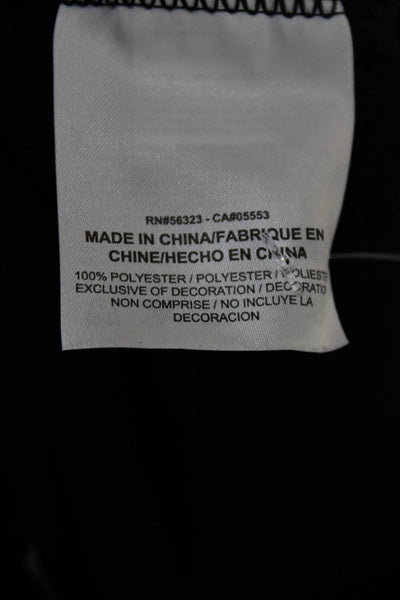 RN#56323 - CA#05553
MADE IN CHINA/FABRIQUE EN
CHINE/HECHO EN CHINA
100% POLYESTER / POLYESTER / POLIESTER
EXCLUSIVE OF DECORATION / DECORATION
NON COMPRISE / NO INCLUYE LA
DECORACION